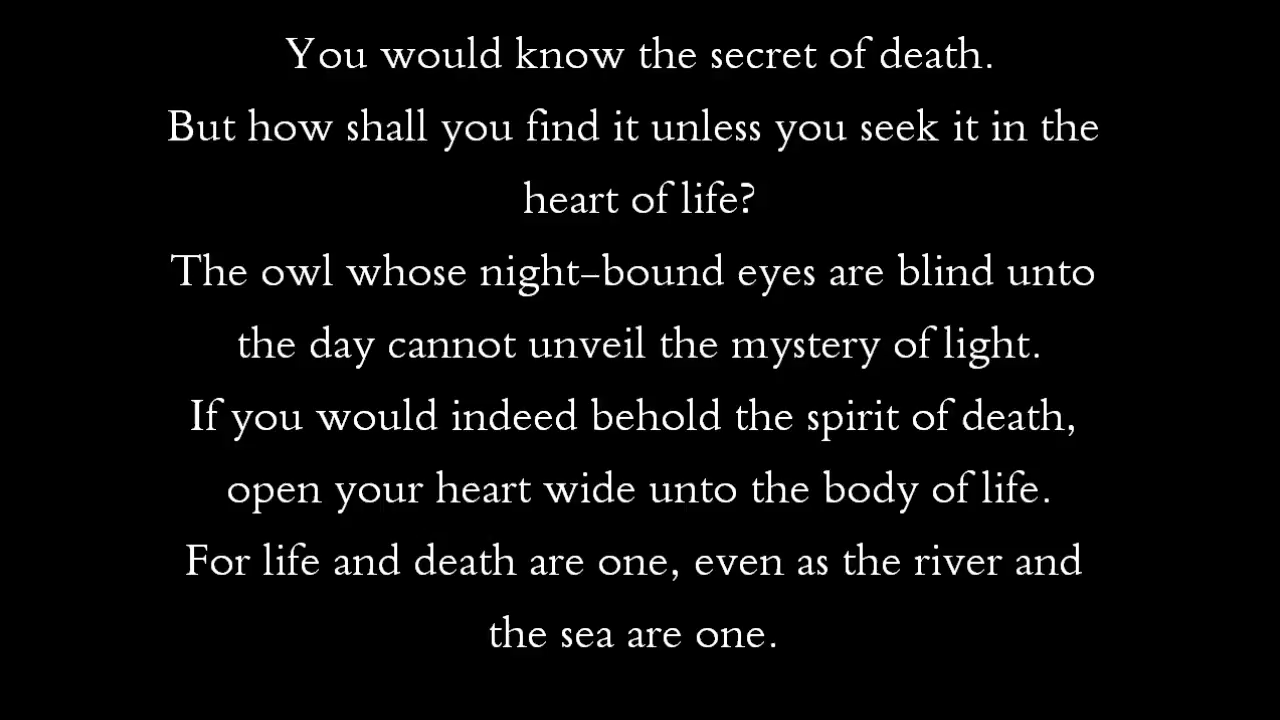 You would know the secret of death.
But how shall you find it unless you seek it in the
heart of life?
The owl whose night-bound eyes are blind unto
the day cannot unveil the mystery of light.
If you would indeed behold the spirit of death,
open your heart wide unto the body of life.
For life and death are one, even as the river and
the sea are one.